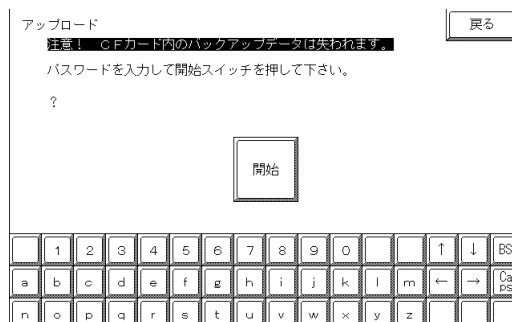 アップロード
戻る
注意！　ＣＦカード内のバックアップデータは失われます。
パスワードを入力して開始スイッチを押して下さい。
?
開始
1 2 3 4 5 6 7 8 9 0 ↑ ↓ BS
a b c d e f g h i j k l m ← → Caps
n o p q r s t u v w x y z